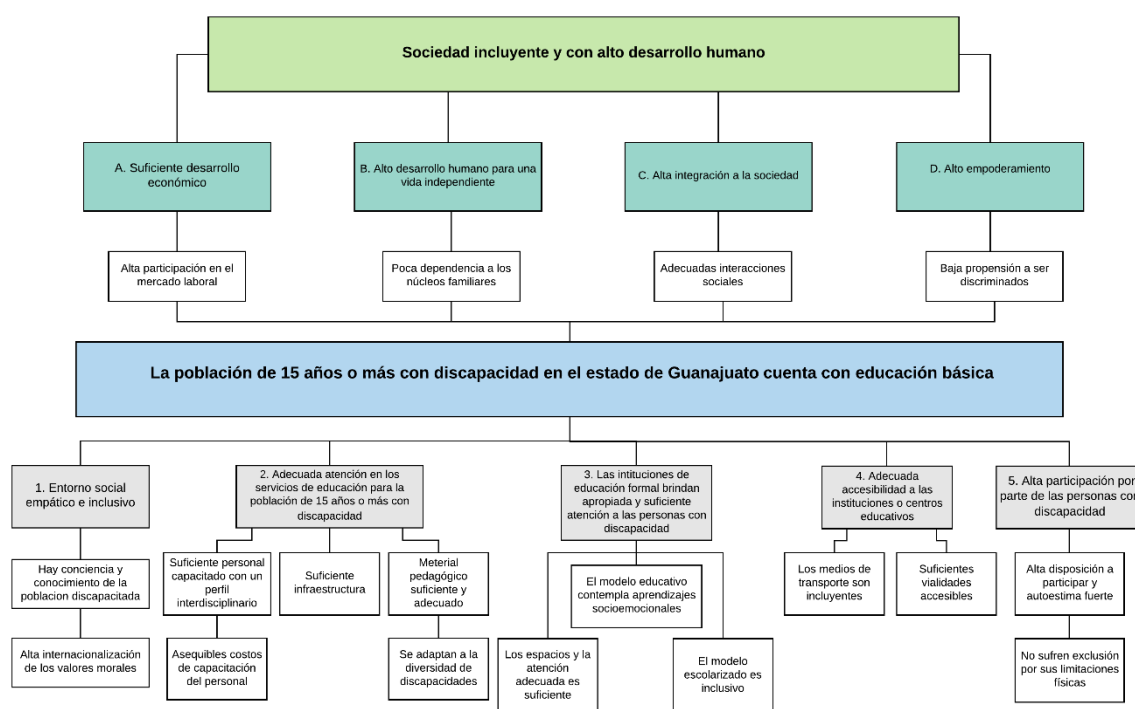 Sociedad incluyente y con alto desarrollo humano
A. Suficiente desarrollo
económico
B. Alto desarrollo humano para una
vida independiente
C. Alta integración a la sociedad
D. Alto empoderamiento
Alta participación en el
mercado laboral
Poca dependencia a los
núcleos familiares
Adecuadas interacciones
sociales
Baja propensión a ser
discriminados
La población de 15 años o más con discapacidad en el estado de Guanajuato cuenta con educación básica
1. Entorno social
empático e inclusivo
2. Adecuada atención en los
servicios de educación para la
población de 15 años o más con
discapacidad
3. Las intituciones de
educación formal brindan
apropiada y suficiente
atención a las personas con
discapacidad
4. Adecuada
accesibilidad a las
instituciones o centros
educativos
5. Alta participación por
parte de las personas con
discapacidad
Hay conciencia y
conocimiento de la
poblacion discapacitada
Suficiente personal
capacitado con un
perfil
interdisciplinario
Suficiente
infraestructura
Meterial
pedagógico
suficiente y
adecuado
El modelo educativo
contempla aprendizajes
socioemocionales
Los medios de
transporte son
incluyentes
Suficientes
vialidades
accesibles
Alta disposición a
participar y
autoestima fuerte
Alta internacionalización
de los valores morales
Asequibles costos
de capacitación
del personal
Se adaptan a la
diversidad de
discapacidades
Los espacios y la
atención
adecuada es
suficiente
El modelo
escolarizado es
inclusivo
No sufren exclusión
por sus limitaciones
físicas